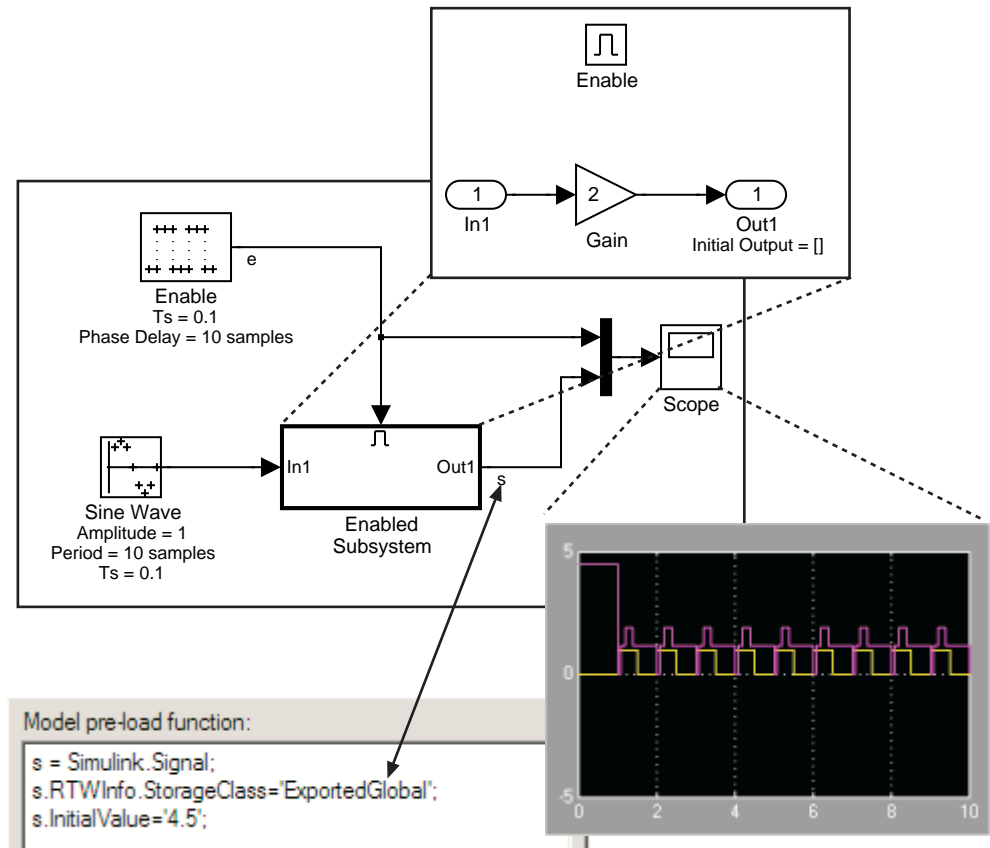 Enable
1
2
1
In1
Gain
Out1
Initial Output = []
e
Enable
Ts = 0.1
Phase Delay = 10 samples
Scope
In1
Out1
s
Sine Wave
Amplitude = 1
Period = 10 samples
Ts = 0.1
Enabled
Subsystem
5
0
-5
0 2 4 6 8 10
Model pre-load function:
s = Simulink.Signal;
s.RTWInfo.StorageClass='ExportedGlobal';
s.InitialValue='4.5';